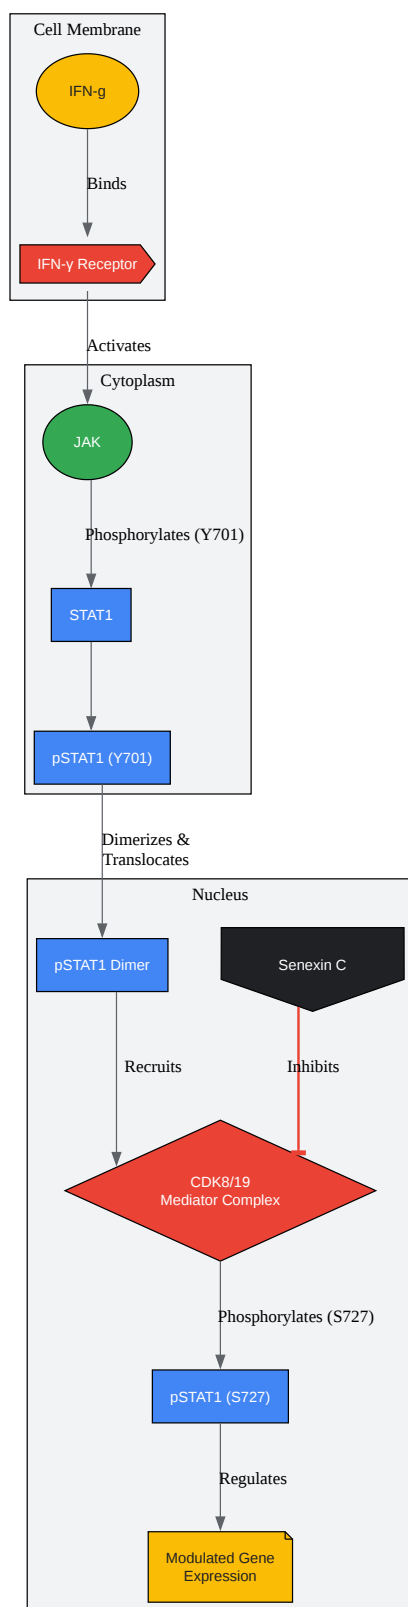 Cell Membrane
IFN-g
Binds
IFN-γ Receptor
Activates
Cytoplasm
JAK
Phosphorylates (Y701)
STAT1
pSTAT1 (Y701)
Dimerizes &
Translocates
Nucleus
pSTAT1 Dimer
Senexin C
Recruits
Inhibits
CDK8/19
Mediator Complex
Phosphorylates (S727)
pSTAT1 (S727)
Regulates
Modulated Gene
Expression